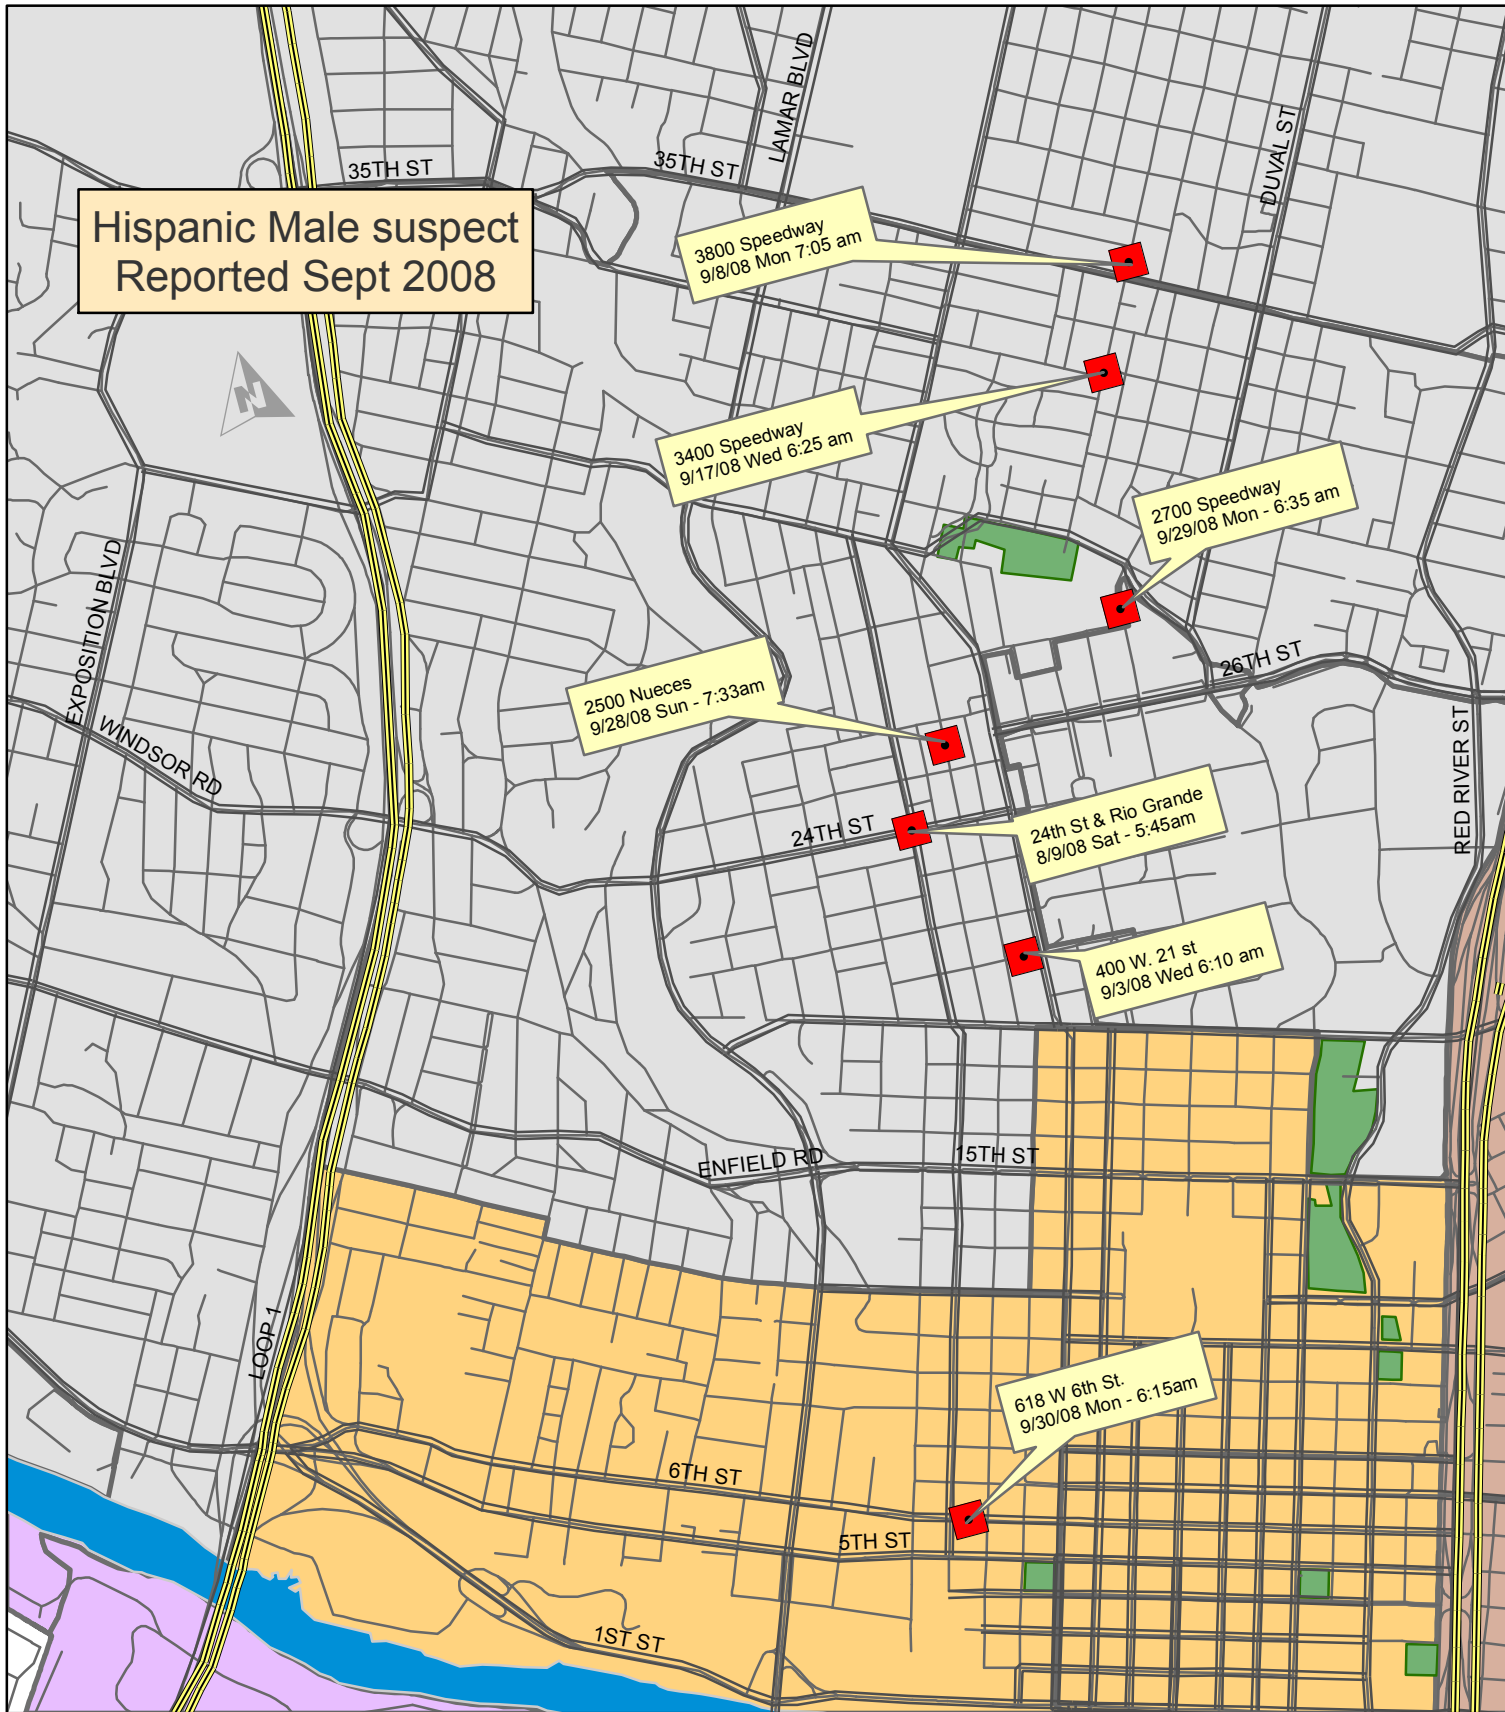 LAMAR BLVD
DUVAL ST
35TH ST
35TH ST
Hispanic Male suspect
Reported Sept 2008
3800 Speedway
9/8/08 Mon 7:05 am
N
3400 Speedway
9/17/08 Wed 6:25 am
2700 Speedway
9/29/08 Mon - 6:35 am
EXPOSITION BLVD
26TH ST
2500 Nueces
9/28/08 Sun - 7:33am
WINDSOR RD
RED RIVER ST
24TH ST
24th St & Rio Grande
8/9/08 Sat - 5:45am
400 W. 21 st
9/3/08 Wed 6:10 am
ENFIELD RD
15TH ST
LOOP 1
618 W 6th St.
9/30/08 Mon - 6:15am
6TH ST
5TH ST
1ST ST